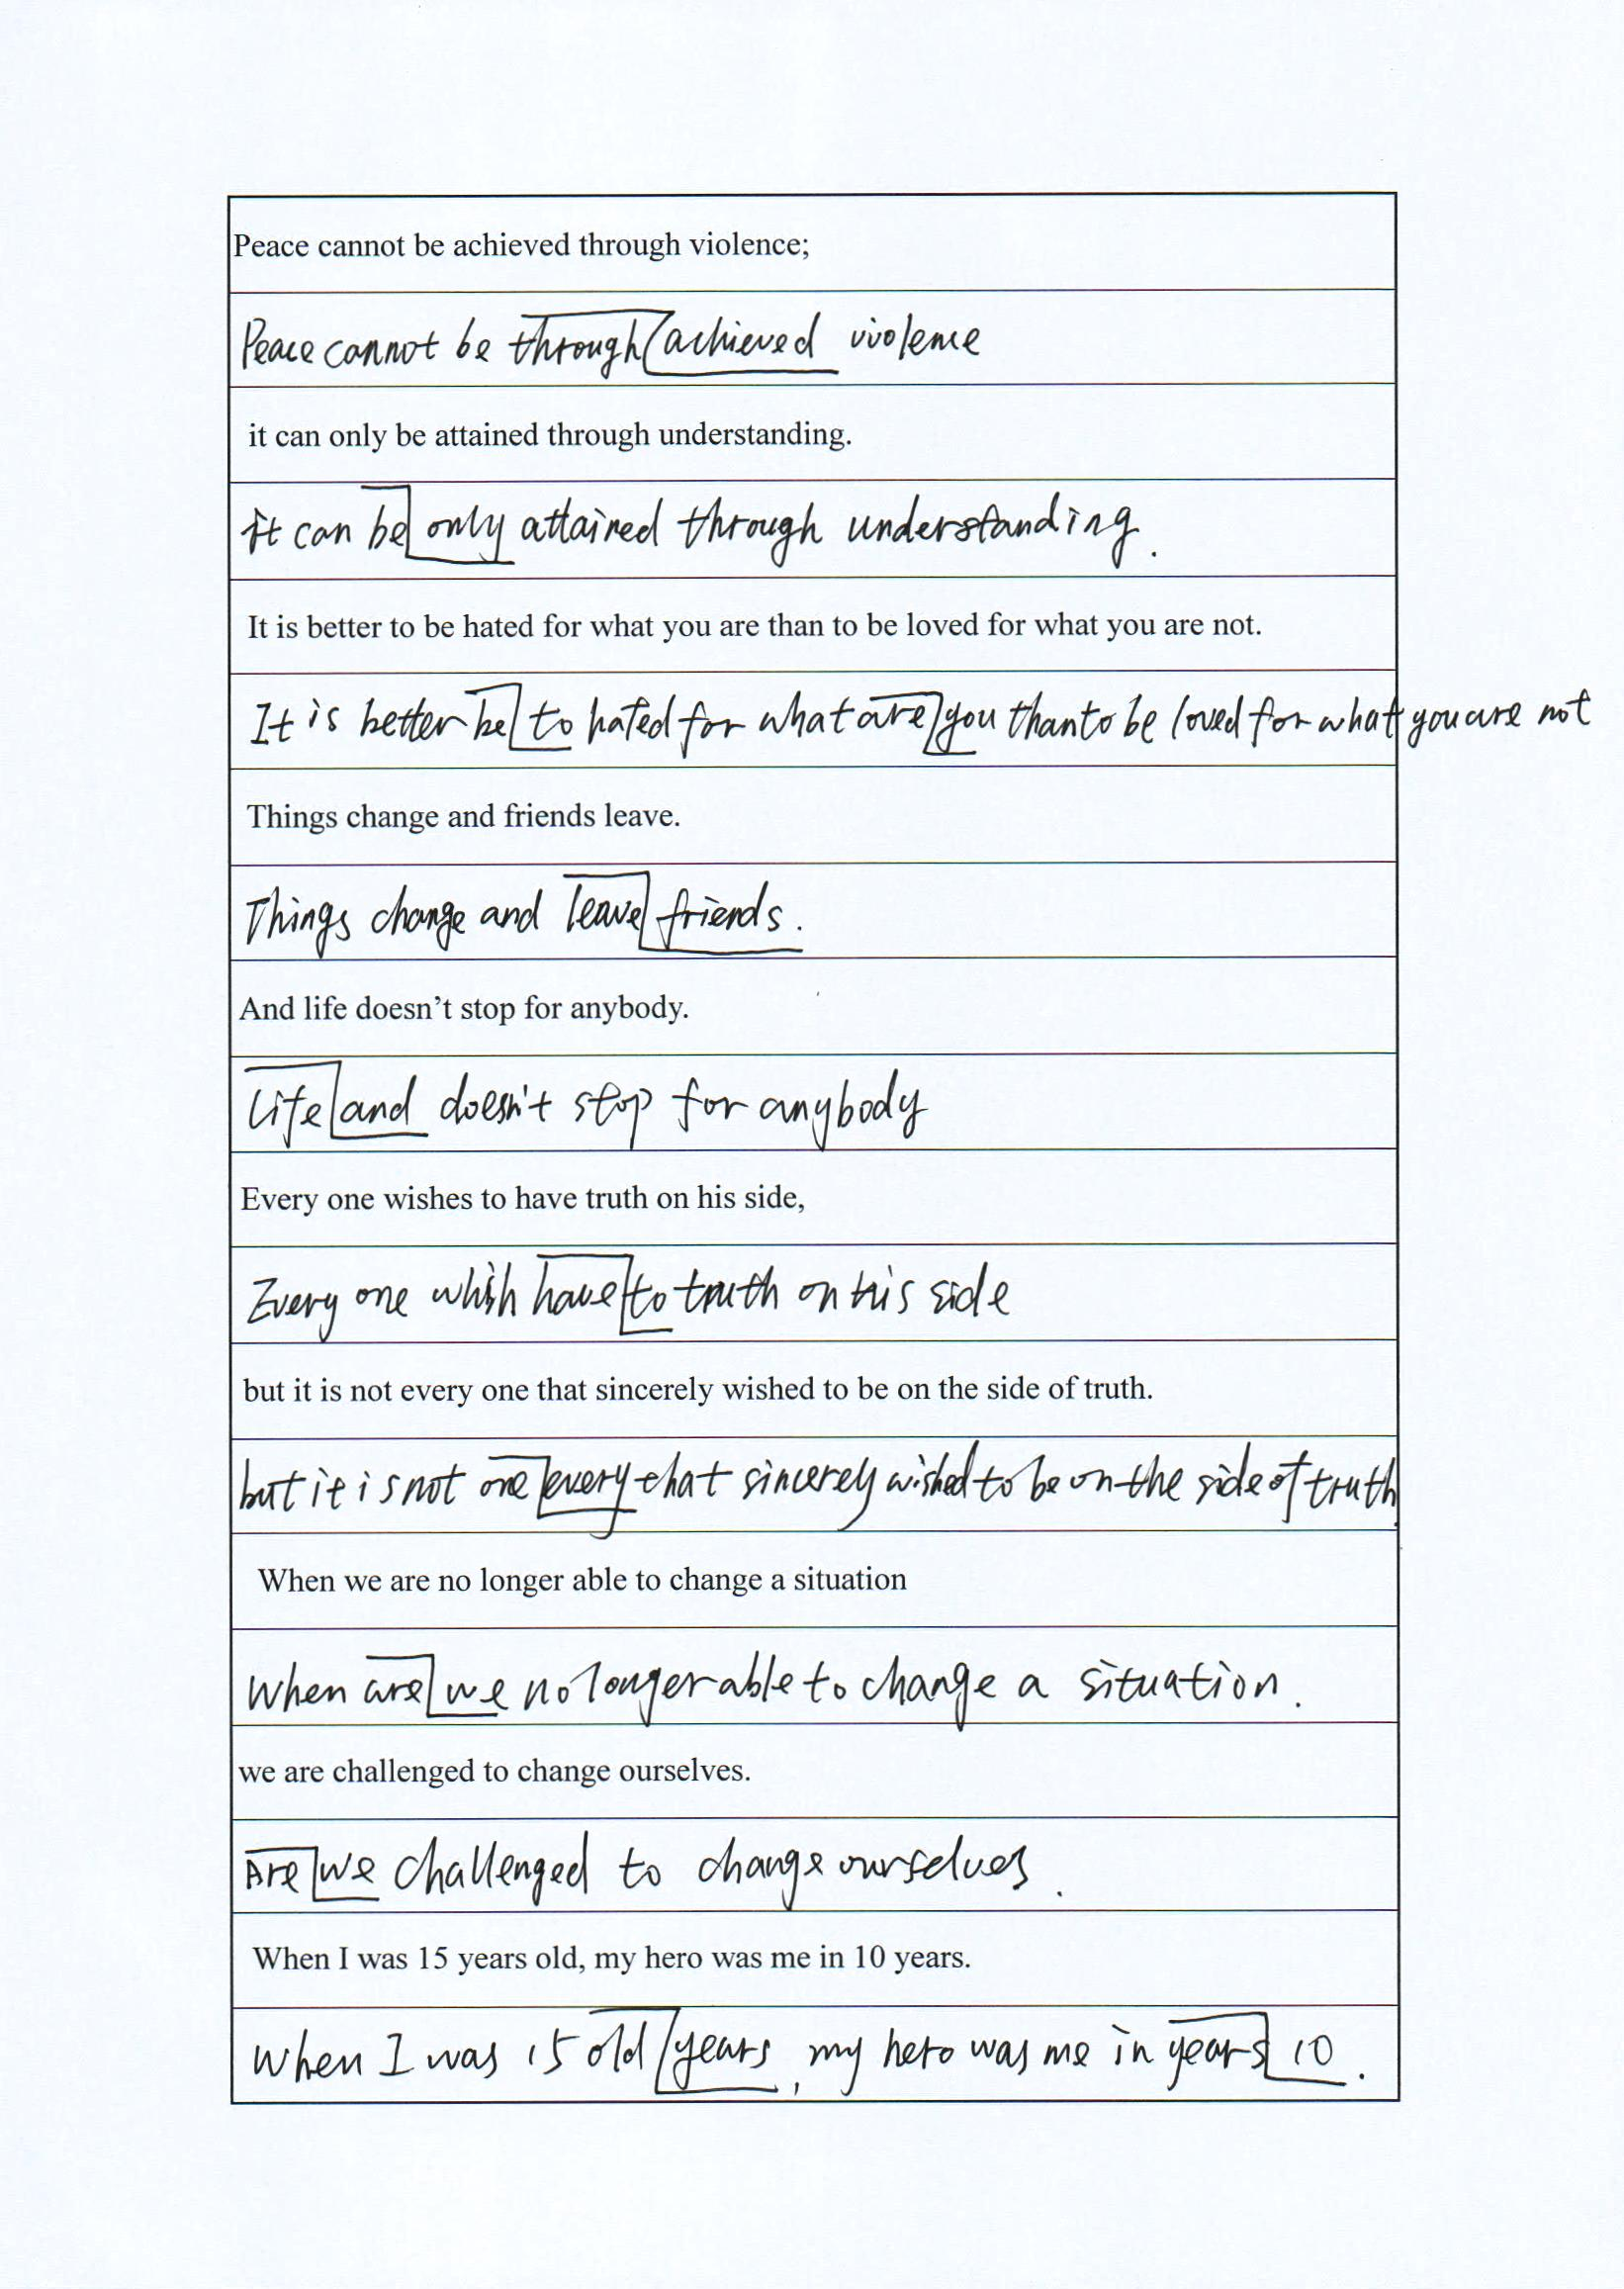 Peace cannot be achieved through violence;
Peace cannot be through achieved violence
it can only be attained through understanding.
it can be only attained through understanding.
It is better to be hated for what you are than to be loved for what you are not.
It is better be to hated for what are you than to be loved for what you are not
Things change and friends leave.
Things change and leave friends.
And life doesn't stop for anybody.
Life and doesn't stop for anybody
Every one wishes to have truth on his side,
Every one whish have to truth on his side
but it is not every one that sincerely wished to be on the side of truth.
but it is not one every that sincerely wished to be on the side of truth.
When we are no longer able to change a situation
When are we no longer able to change a situation.
we are challenged to change ourselves.
Are we challenged to change ourselves.
When I was 15 years old, my hero was me in 10 years.
When I was 15 old years, my hero was me in years 10.